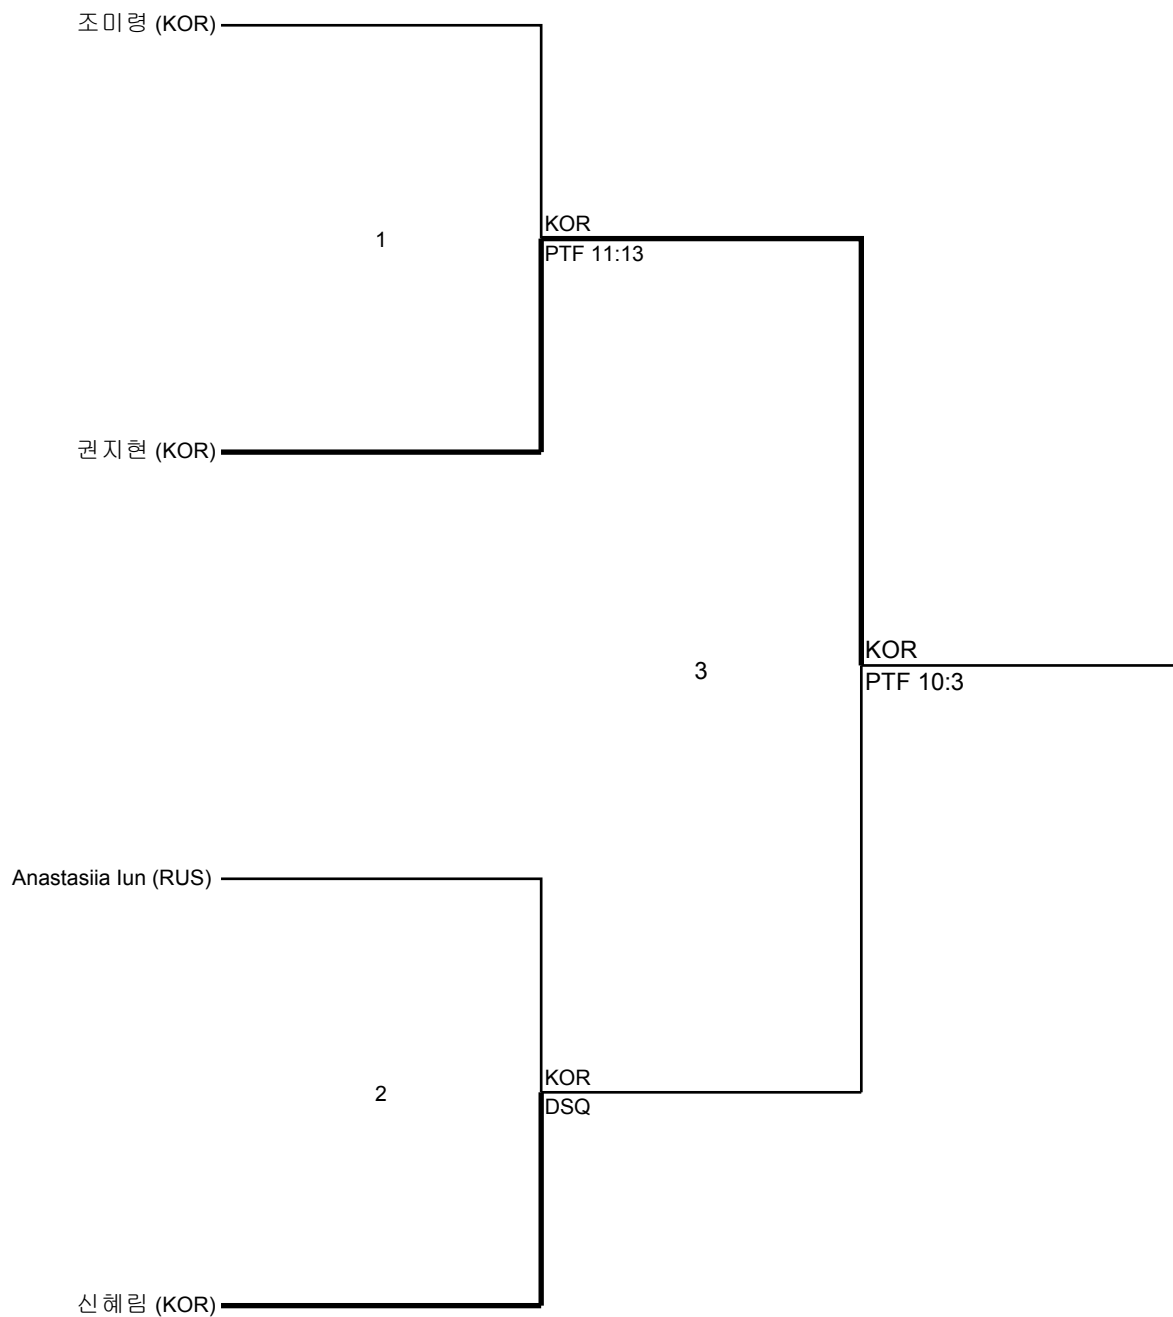 조미령 (KOR)
KOR
1
PTF 11:13
권지현 (KOR)
KOR
3
PTF 10:3
Anastasiia Iun (RUS)
KOR
2
DSQ
신혜림 (KOR)